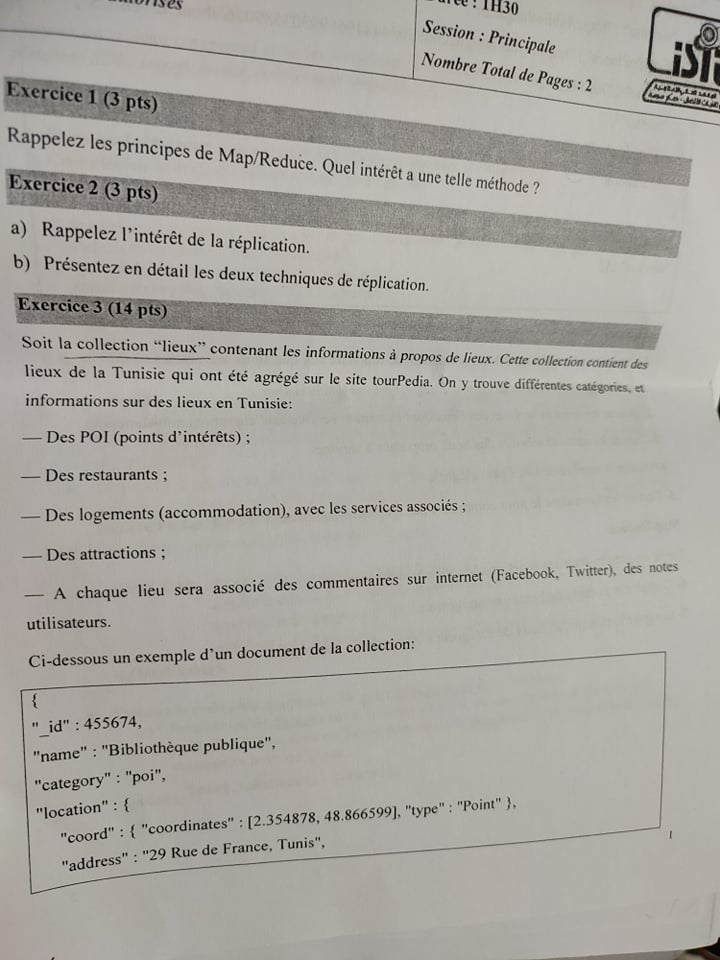 : 1H30
Session : Principale
Nombre Total de Pages : 2
Exercice 1 (3 pts)
Rappelez les principes de Map/Reduce. Quel intérêt a une telle méthode ?
Exercice 2 (3 pts)
a) Rappelez l'intérêt de la réplication.
b) Présentez en détail les deux techniques de réplication.
Exercice 3 (14 pts)
Soit la collection "lieux" contenant les informations à propos de lieux. Cette collection contient des
lieux de la Tunisie qui ont été agrégé sur le site tourPedia. On y trouve différentes catégories, et
informations sur des lieux en Tunisie:
— Des POI (points d'intérêts) ;
— Des restaurants ;
— Des logements (accommodation), avec les services associés ;
— Des attractions ;
— A chaque lieu sera associé des commentaires sur internet (Facebook, Twitter), des notes
utilisateurs.
Ci-dessous un exemple d'un document de la collection:
{
"_id" : 455674,
"name" : "Bibliothèque publique",
"category" : "poi",
"location" : {
"coord" : { "coordinates" : [2.354878, 48.866599], "type" : "Point" },
"address" : "29 Rue de France, Tunis",
1